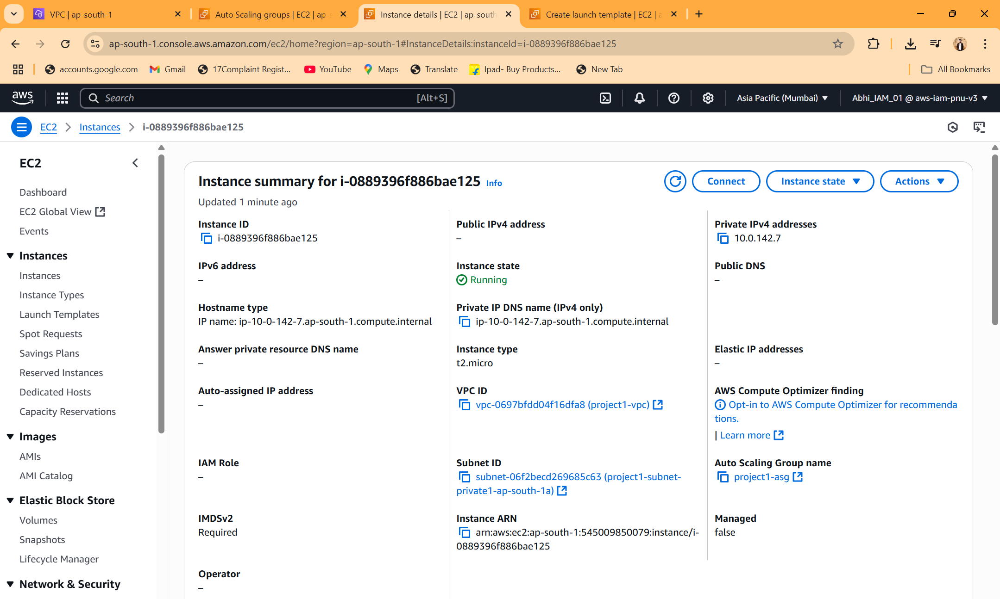 VPC | ap-south-1
Auto Scaling groups | EC2 | ap-s
Instance details | EC2 | ap-south
Create launch template | EC2 | a
ap-south-1.console.aws.amazon.com/ec2/home?region=ap-south-1#InstanceDetails:instanceId=i-0889396f886bae125
accounts.google.com
Gmail
17Complaint Regist...
YouTube
Maps
Translate
Ipad- Buy Products...
New Tab
All Bookmarks
aws
Search
[Alt+S]
Asia Pacific (Mumbai)
Abhi_IAM_01 @ aws-iam-pnu-v3
EC2
Instances
i-0889396f886bae125
EC2
Dashboard
EC2 Global View
Events
Instances
Instances
Instance Types
Launch Templates
Spot Requests
Savings Plans
Reserved Instances
Dedicated Hosts
Capacity Reservations
Images
AMIs
AMI Catalog
Elastic Block Store
Volumes
Snapshots
Lifecycle Manager
Network & Security
Instance summary for i-0889396f886bae125 Info
Updated 1 minute ago
Connect
Instance state
Actions
Instance ID
i-0889396f886bae125
Public IPv4 address
–
Private IPv4 addresses
10.0.142.7
IPv6 address
–
Instance state
Running
Public DNS
–
Hostname type
IP name: ip-10-0-142-7.ap-south-1.compute.internal
Private IP DNS name (IPv4 only)
ip-10-0-142-7.ap-south-1.compute.internal
Answer private resource DNS name
–
Instance type
t2.micro
Elastic IP addresses
–
Auto-assigned IP address
–
VPC ID
vpc-0697bfdd04f16dfa8 (project1-vpc)
AWS Compute Optimizer finding
Opt-in to AWS Compute Optimizer for recommenda
tions.
| Learn more
IAM Role
–
Subnet ID
subnet-06f2becd269685c63 (project1-subnet-
private1-ap-south-1a)
Auto Scaling Group name
project1-asg
IMDSv2
Required
Instance ARN
arn:aws:ec2:ap-south-1:545009850079:instance/i-
0889396f886bae125
Managed
false
Operator
–